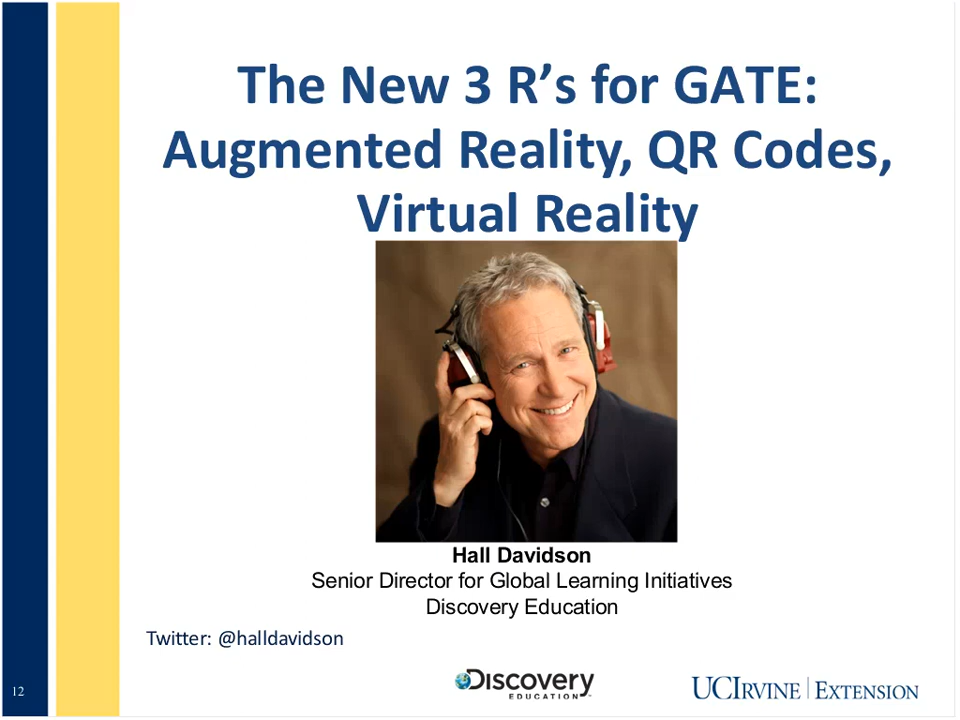 The New 3 R’s for GATE:
Augmented Reality, QR Codes,
Virtual Reality
Hall Davidson
Senior Director for Global Learning Initiatives
Discovery Education
Twitter: @halldavidson
12
Discovery
EDUCATION™
UCIRVINE | EXTENSION